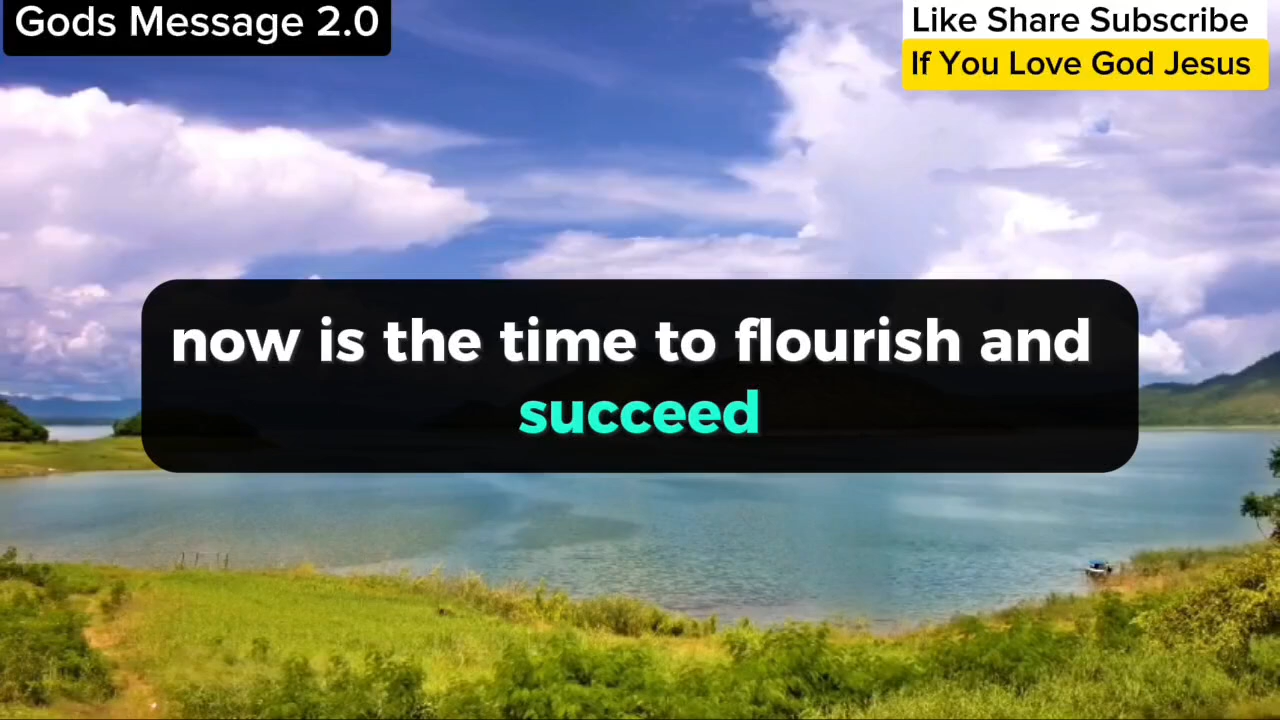 Gods Message 2.0
Like Share Subscribe
If You Love God Jesus
now is the time to flourish and
succeed